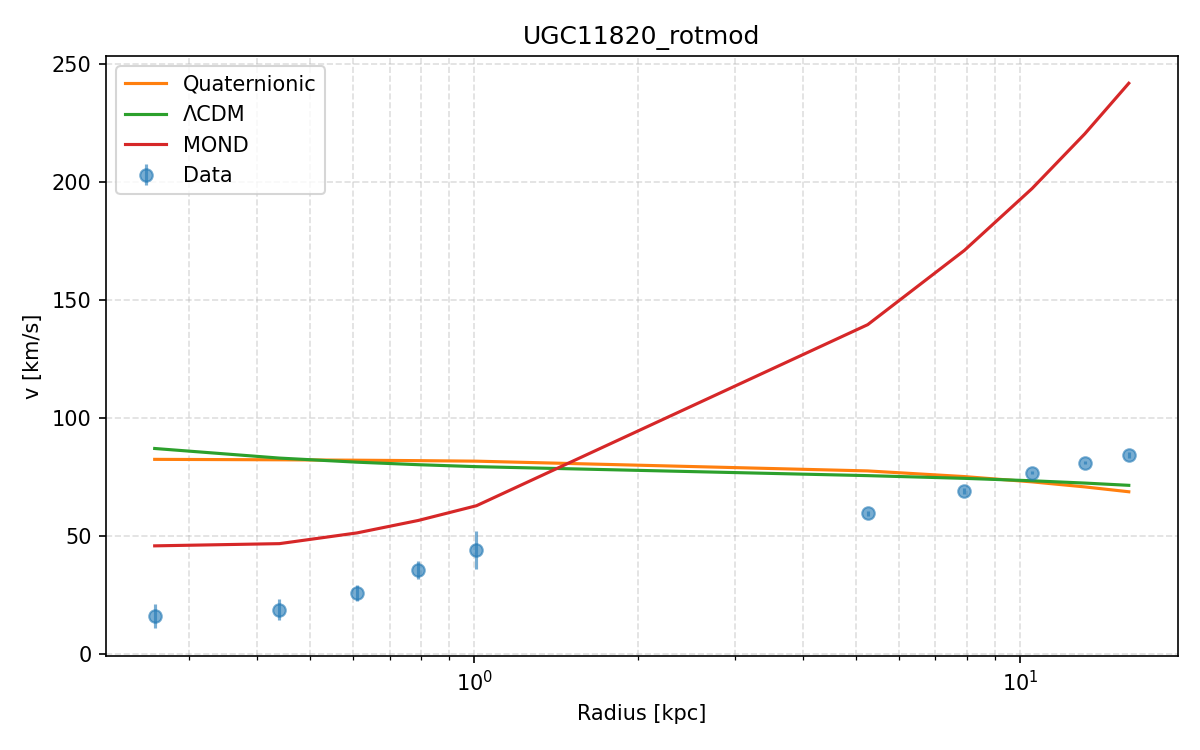 UGC11820_rotmod
Quaternionic
ΛCDM
MOND
Data
250
200
150
100
50
0
v [km/s]
10⁰
10¹
Radius [kpc]